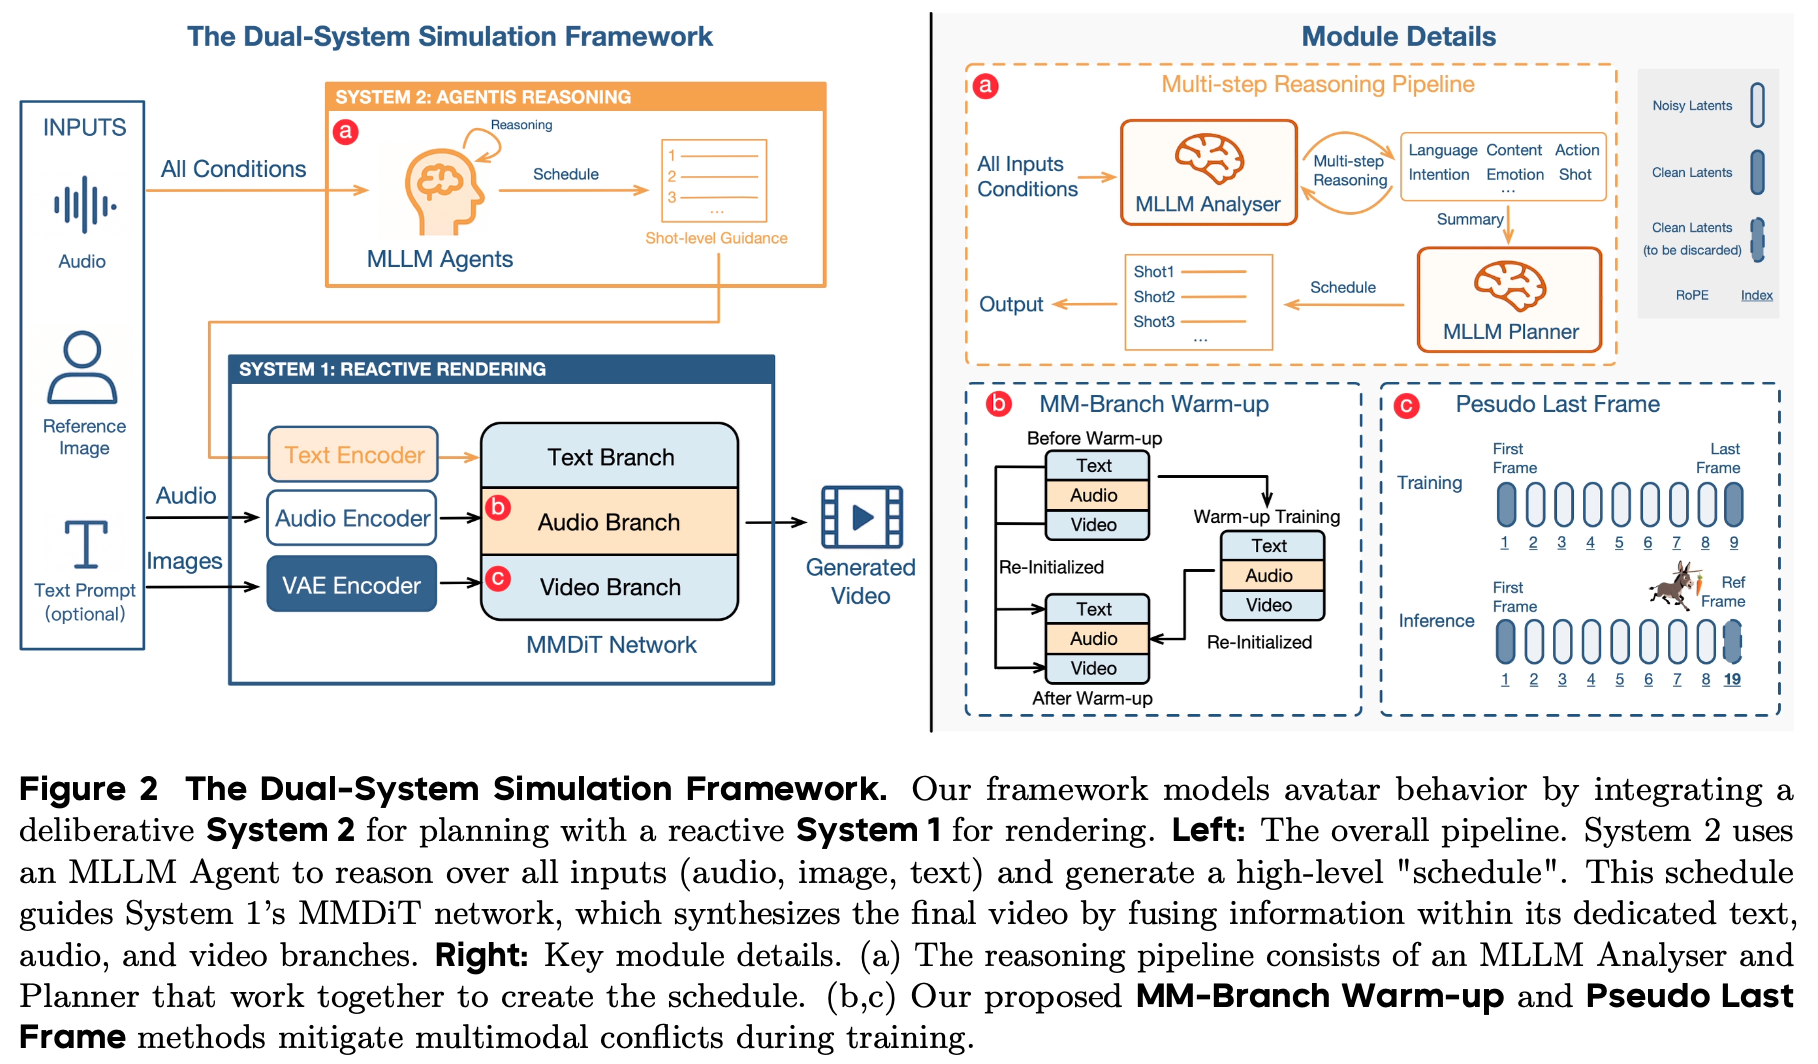 The Dual-System Simulation Framework
INPUTS
Audio
Reference
Image
Text Prompt
(optional)
All Conditions
SYSTEM 2: AGENTIS REASONING
a
Reasoning
MLLM Agents
Schedule
1
2
3
...
Shot-level Guidance
Audio
Images
SYSTEM 1: REACTIVE RENDERING
Text Encoder
Audio Encoder
VAE Encoder
Text Branch
b
Audio Branch
c
Video Branch
MMDiT Network
Generated
Video
Module Details
a
Multi-step Reasoning Pipeline
All Inputs
Conditions
MLLM Analyser
Multi-step
Reasoning
Language Content Action
Intention Emotion Shot
...
Summary
MLLM Planner
Schedule
Shot1
Shot2
Shot3
...
Output
Noisy Latents
Clean Latents
Clean Latents
(to be discarded)
RoPE Index
b
MM-Branch Warm-up
Before Warm-up
Text
Audio
Video
Warm-up Training
Text
Audio
Video
Re-Initialized
Re-Initialized
Text
Audio
Video
After Warm-up
c
Pesudo Last Frame
Training
First
Frame
Last
Frame
1 2 3 4 5 6 7 8 9
Inference
First
Frame
Ref
Frame
1 2 3 4 5 6 7 8 19
Figure 2 The Dual-System Simulation Framework. Our framework models avatar behavior by integrating a
deliberative System 2 for planning with a reactive System 1 for rendering. Left: The overall pipeline. System 2 uses
an MLLM Agent to reason over all inputs (audio, image, text) and generate a high-level "schedule". This schedule
guides System 1's MMDiT network, which synthesizes the final video by fusing information within its dedicated text,
audio, and video branches. Right: Key module details. (a) The reasoning pipeline consists of an MLLM Analyser and
Planner that work together to create the schedule. (b,c) Our proposed MM-Branch Warm-up and Pseudo Last
Frame methods mitigate multimodal conflicts during training.